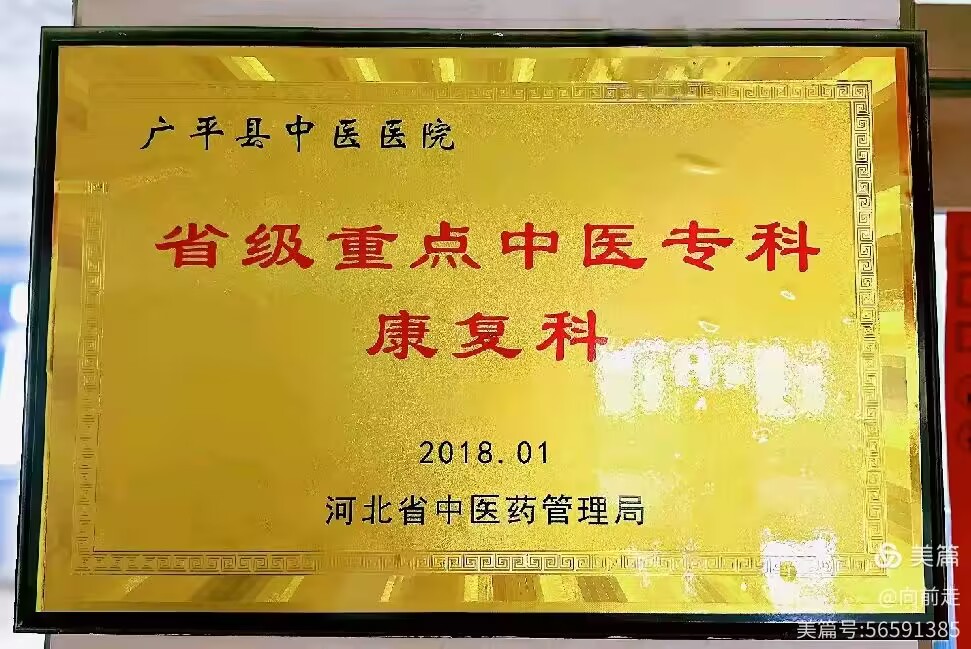 广平县中医医院
省级重点中医专科
康复科
2018.01
河北省中医药管理局
美篇
@向前走
美篇号:56591385